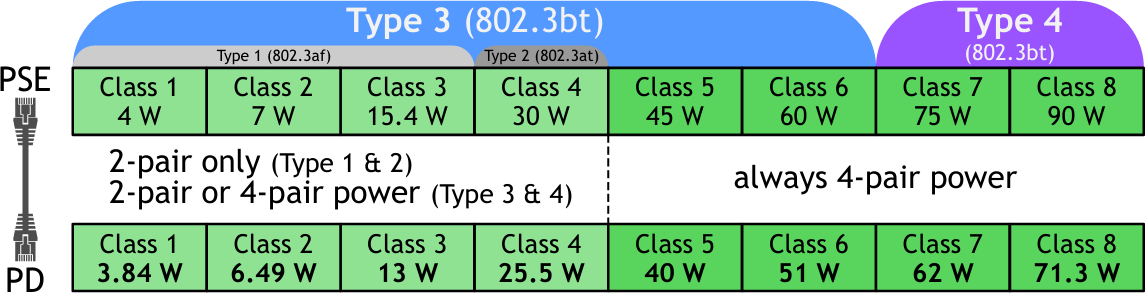 Type 3 (802.3bt)
Type 4
(802.3bt)
Type 1 (802.3af)
Type 2 (802.3at)
PSE
Class 1
4 W
Class 2
7 W
Class 3
15.4 W
Class 4
30 W
Class 5
45 W
Class 6
60 W
Class 7
75 W
Class 8
90 W
2-pair only (Type 1 & 2)
2-pair or 4-pair power (Type 3 & 4)
always 4-pair power
PD
Class 1
3.84 W
Class 2
6.49 W
Class 3
13 W
Class 4
25.5 W
Class 5
40 W
Class 6
51 W
Class 7
62 W
Class 8
71.3 W